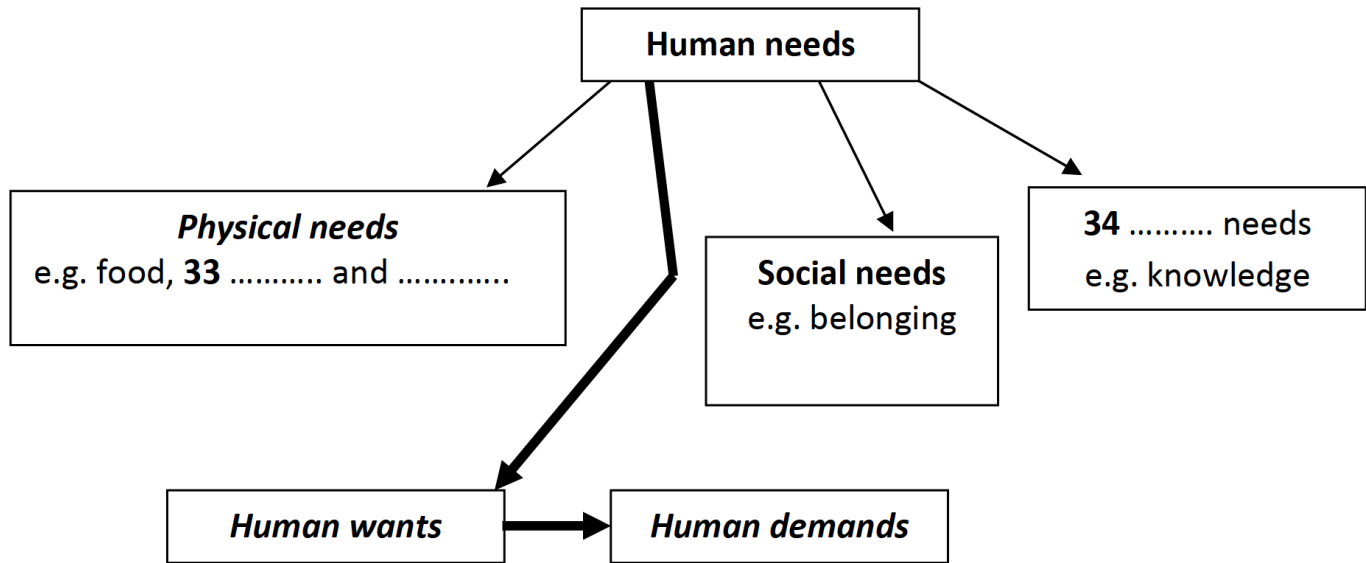 Human needs
Physical needs
e.g. food, 33 ……….. and ………….
Social needs
e.g. belonging
34 ………. needs
e.g. knowledge
Human wants
Human demands